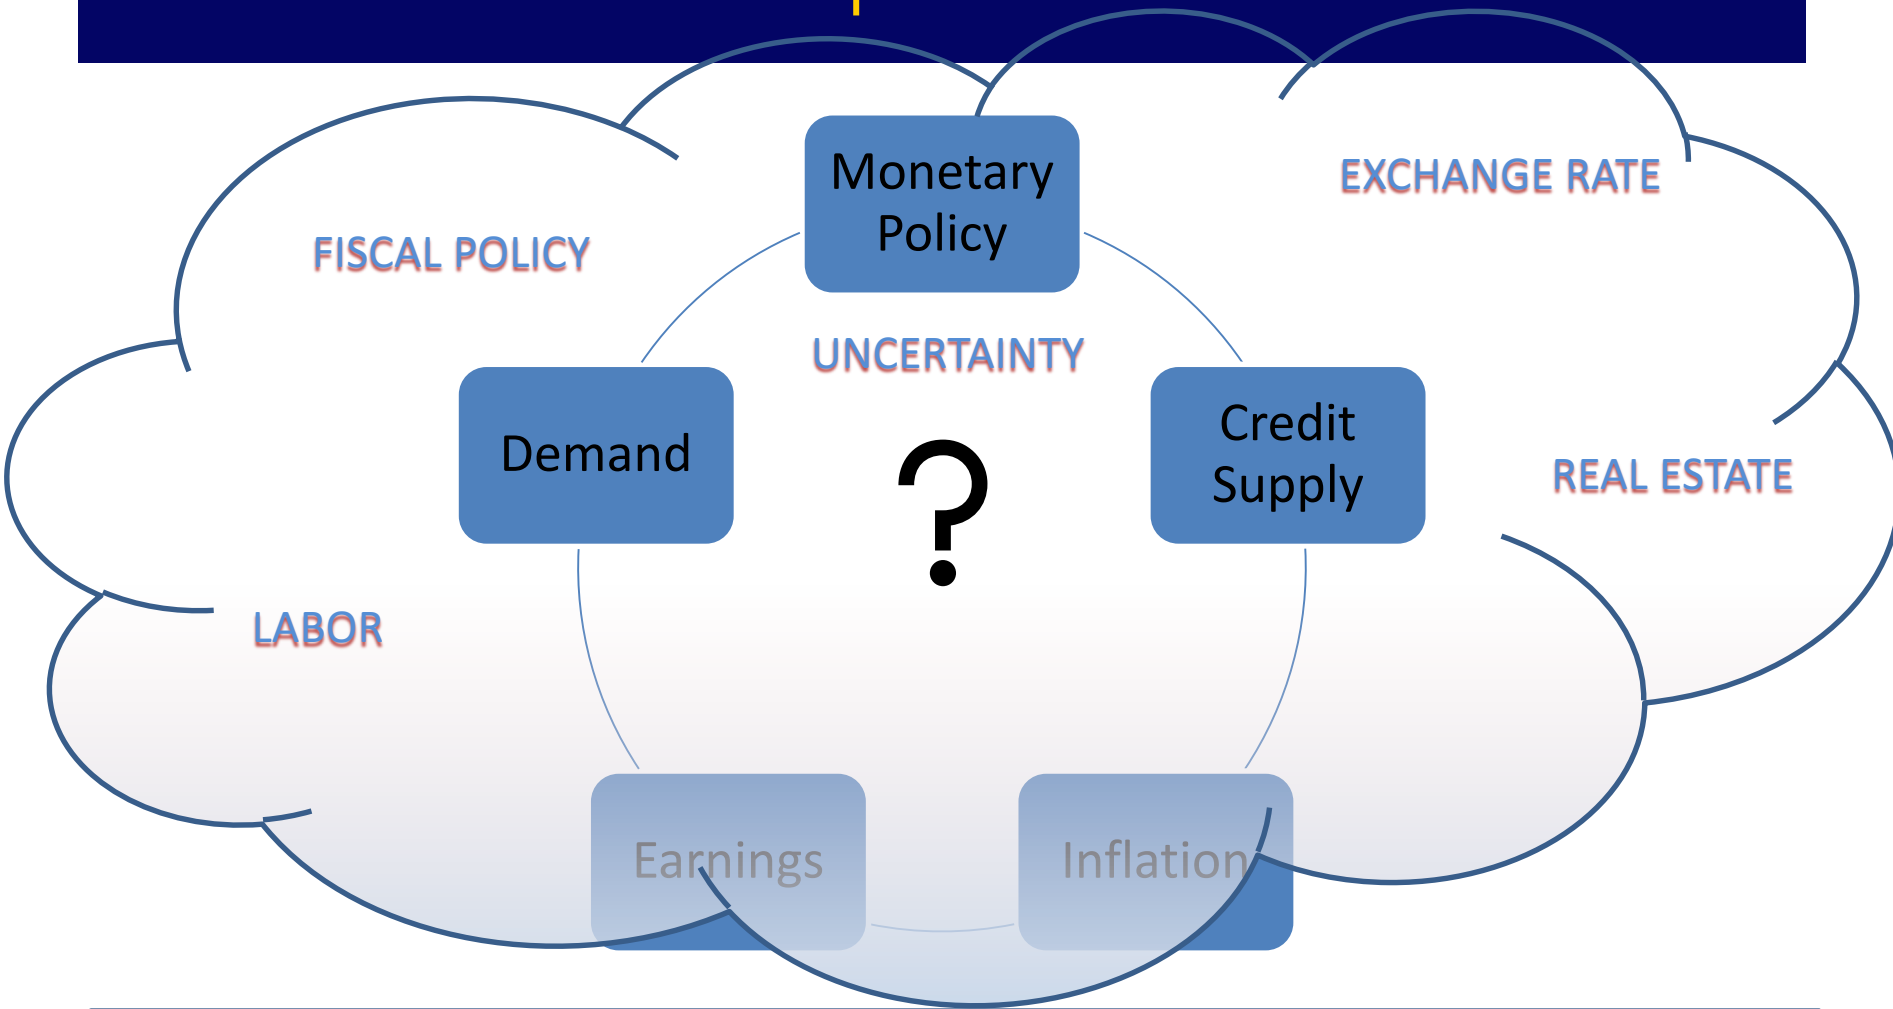 Monetary
Policy
EXCHANGE RATE
FISCAL POLICY
UNCERTAINTY
Demand
Credit
Supply
?
REAL ESTATE
LABOR
Earnings
Inflation